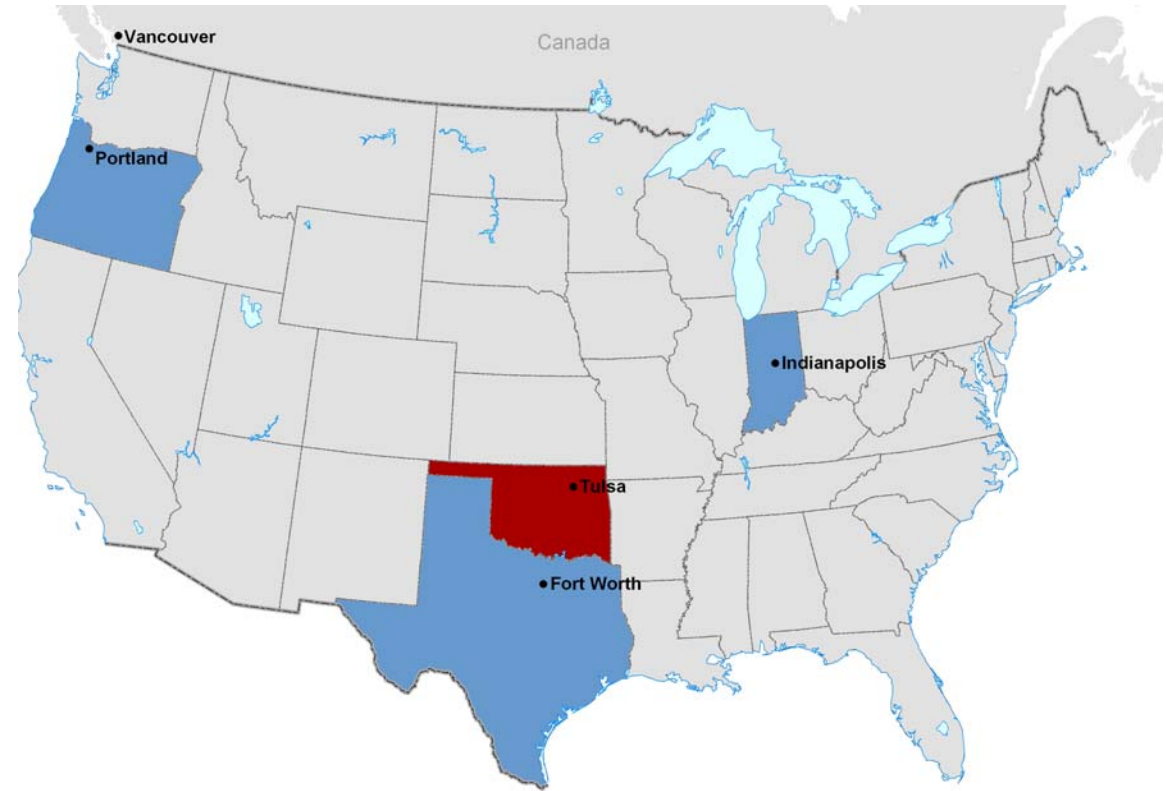 Vancouver
Canada
Portland
Indianapolis
Tulsa
Fort Worth